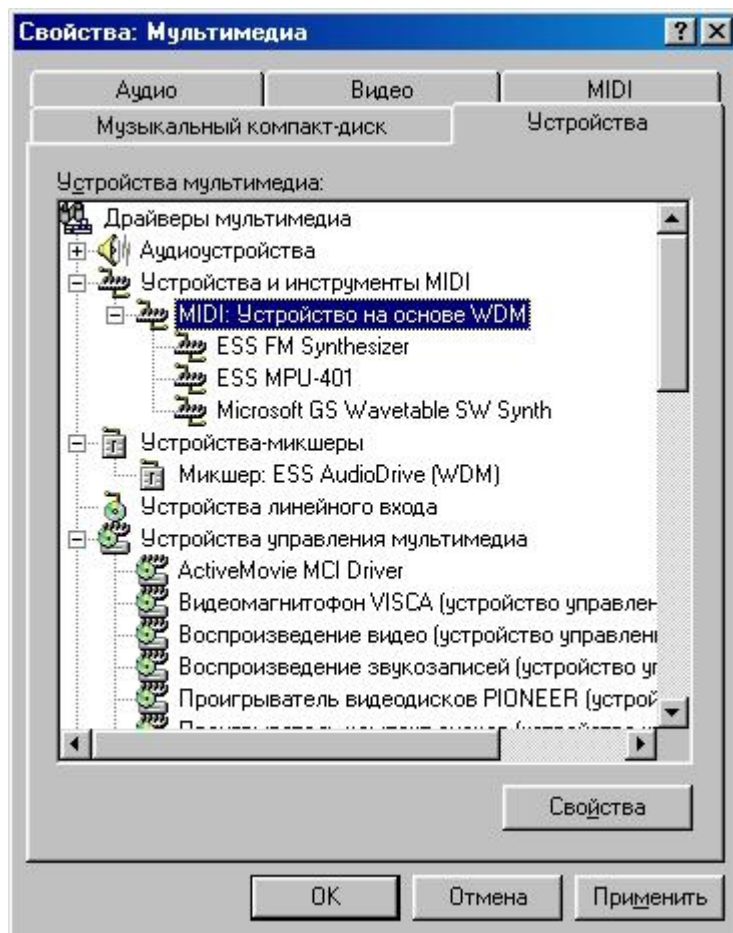 Свойства: Мультимедиа
Аудио
Видео
MIDI
Музыкальный компакт-диск
Устройства
Устройства мультимедиа:
Драйверы мультимедиа
Аудиоустройства
Устройства и инструменты MIDI
MIDI: Устройство на основе WDM
ESS FM Synthesizer
ESS MPU-401
Microsoft GS Wavetable SW Synth
Устройства-микшеры
Микшер: ESS AudioDrive (WDM)
Устройства линейного входа
Устройства управления мультимедиа
ActiveMovie MCI Driver
Видеомагнитофон VISCA (устройство управлен
Воспроизведение видео (устройство управлен
Воспроизведение звукозаписей (устройство уг
Проигрыватель видеодисков PIONEER (устрой
Свойства
OK
Отмена
Применить